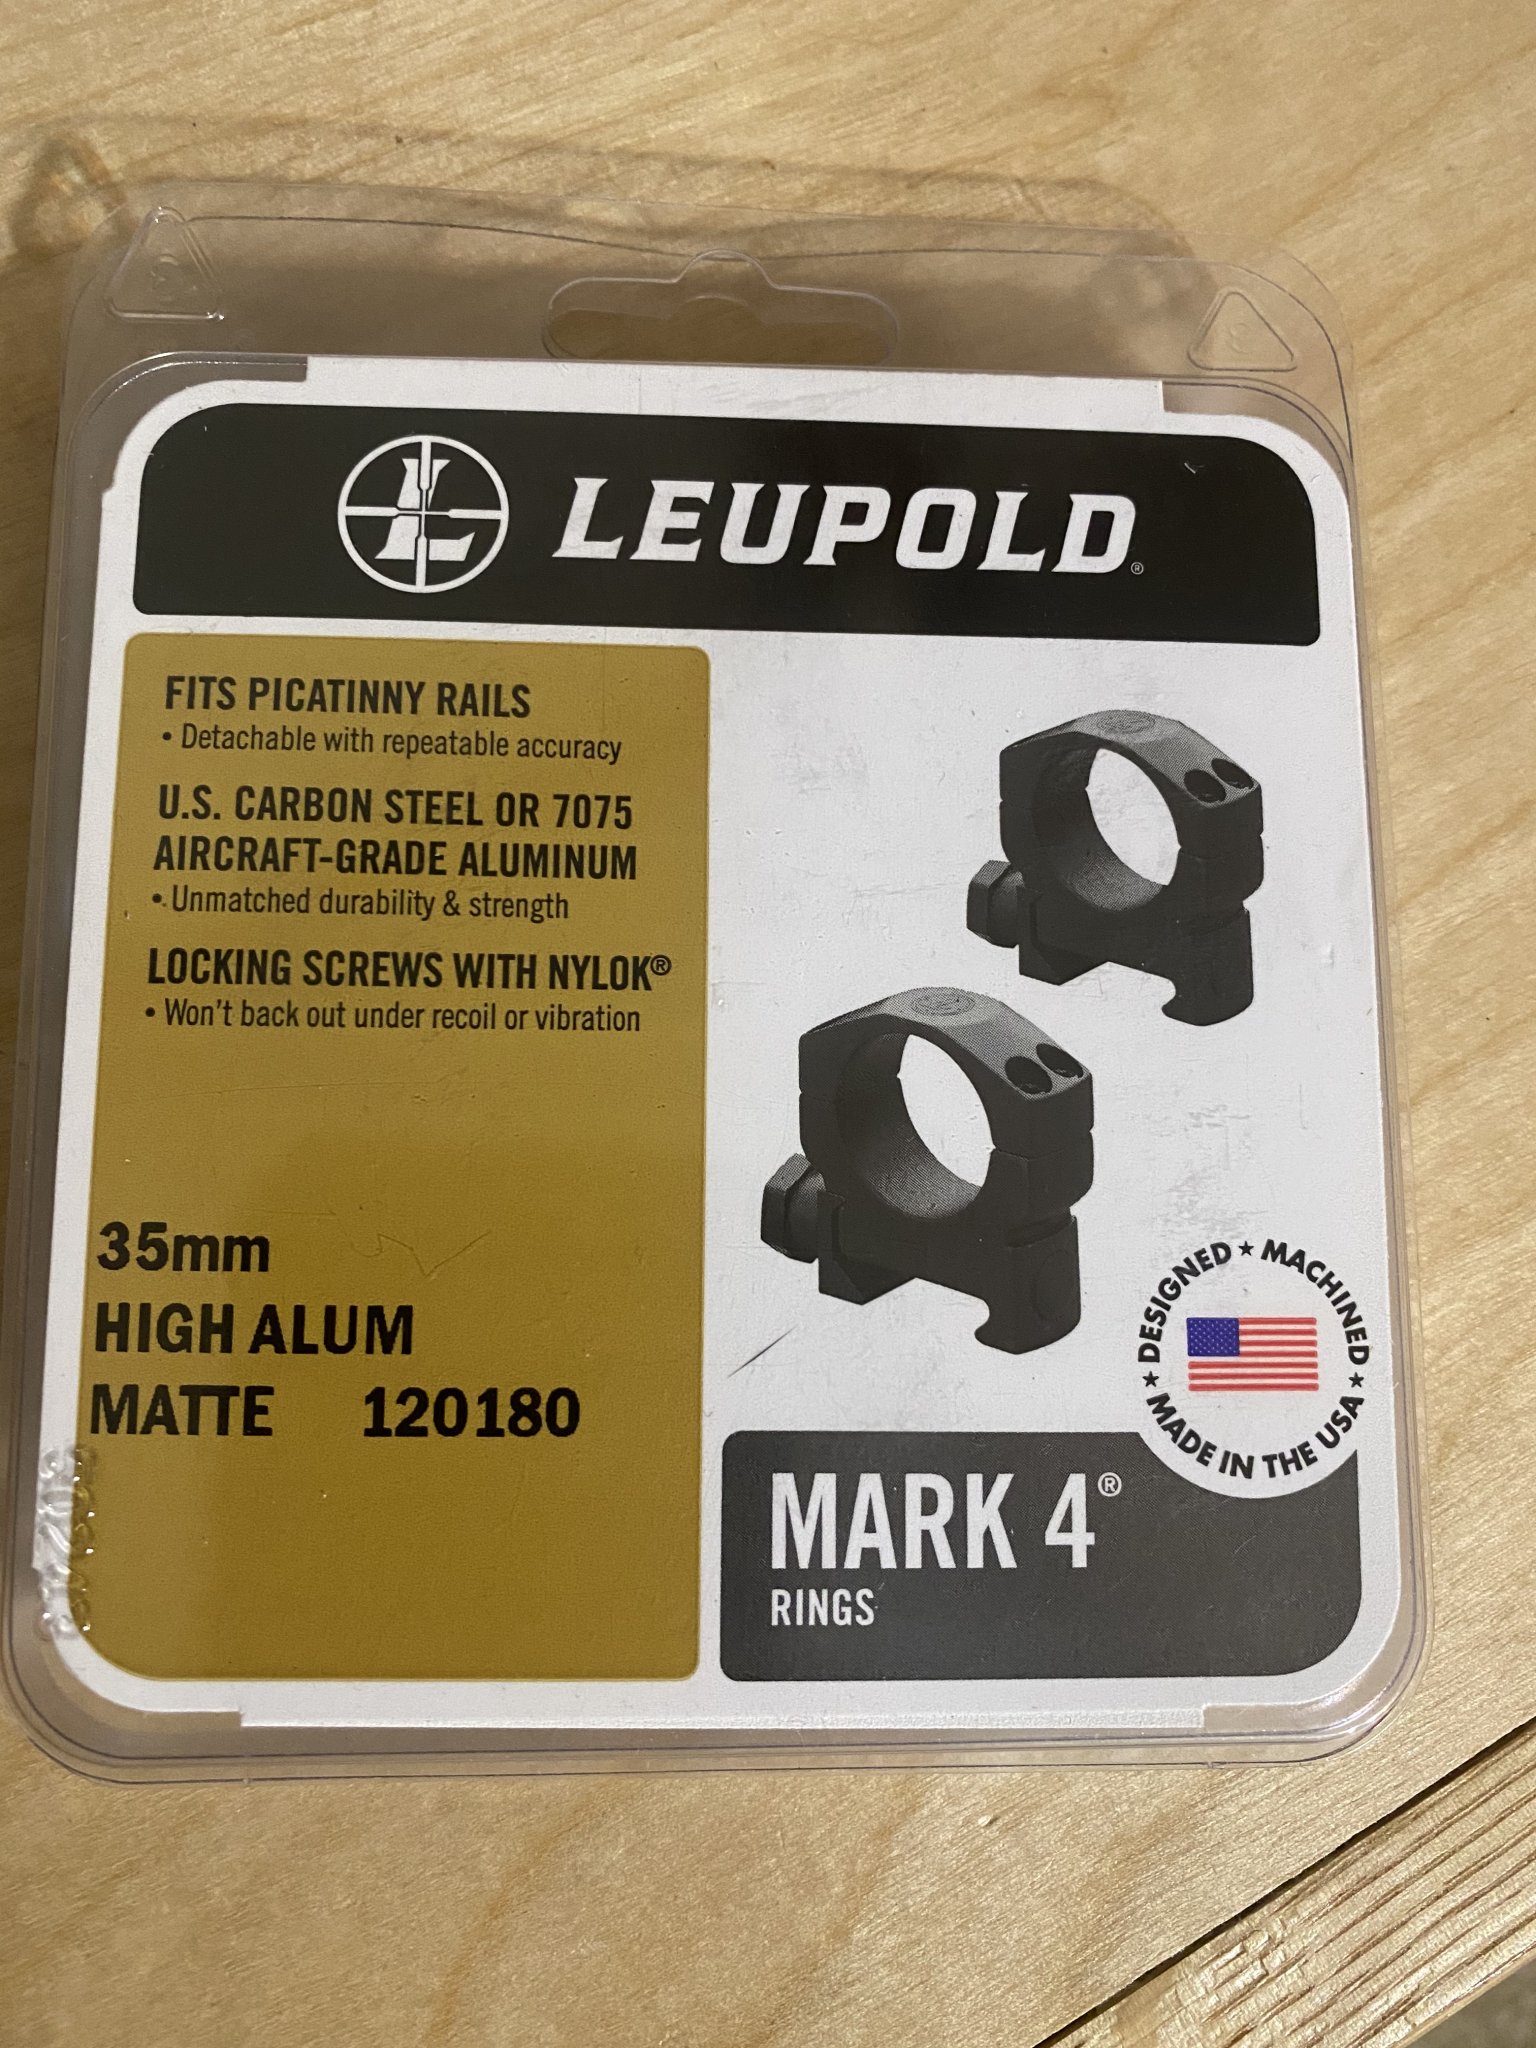 LEUPOLD®
FITS PICATINNY RAILS
• Detachable with repeatable accuracy
U.S. CARBON STEEL OR 7075
AIRCRAFT-GRADE ALUMINUM
• Unmatched durability & strength
LOCKING SCREWS WITH NYLOK®
• Won't back out under recoil or vibration
35mm
HIGH ALUM
MATTE 120180
DESIGNED ★ MACHINED ★ MADE IN THE USA ★
MARK 4®
RINGS